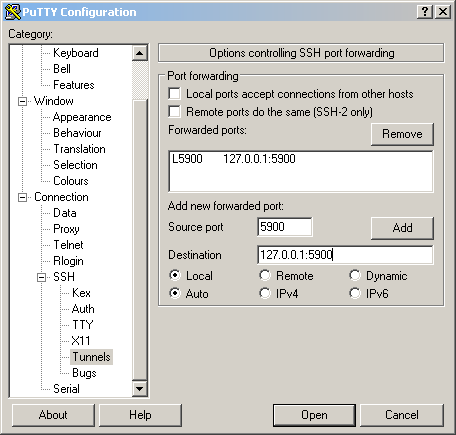 PuTTY Configuration
Category:
Keyboard
Bell
Features
Window
Appearance
Behaviour
Translation
Selection
Colours
Connection
Data
Proxy
Telnet
Rlogin
SSH
Kex
Auth
TTY
X11
Tunnels
Bugs
Serial
Options controlling SSH port forwarding
Port forwarding
Local ports accept connections from other hosts
Remote ports do the same (SSH-2 only)
Forwarded ports:
Remove
L5900 127.0.0.1:5900
Add new forwarded port:
Source port 5900 Add
Destination 127.0.0.1:5900
Local Remote Dynamic
Auto IPv4 IPv6
About Help Open Cancel